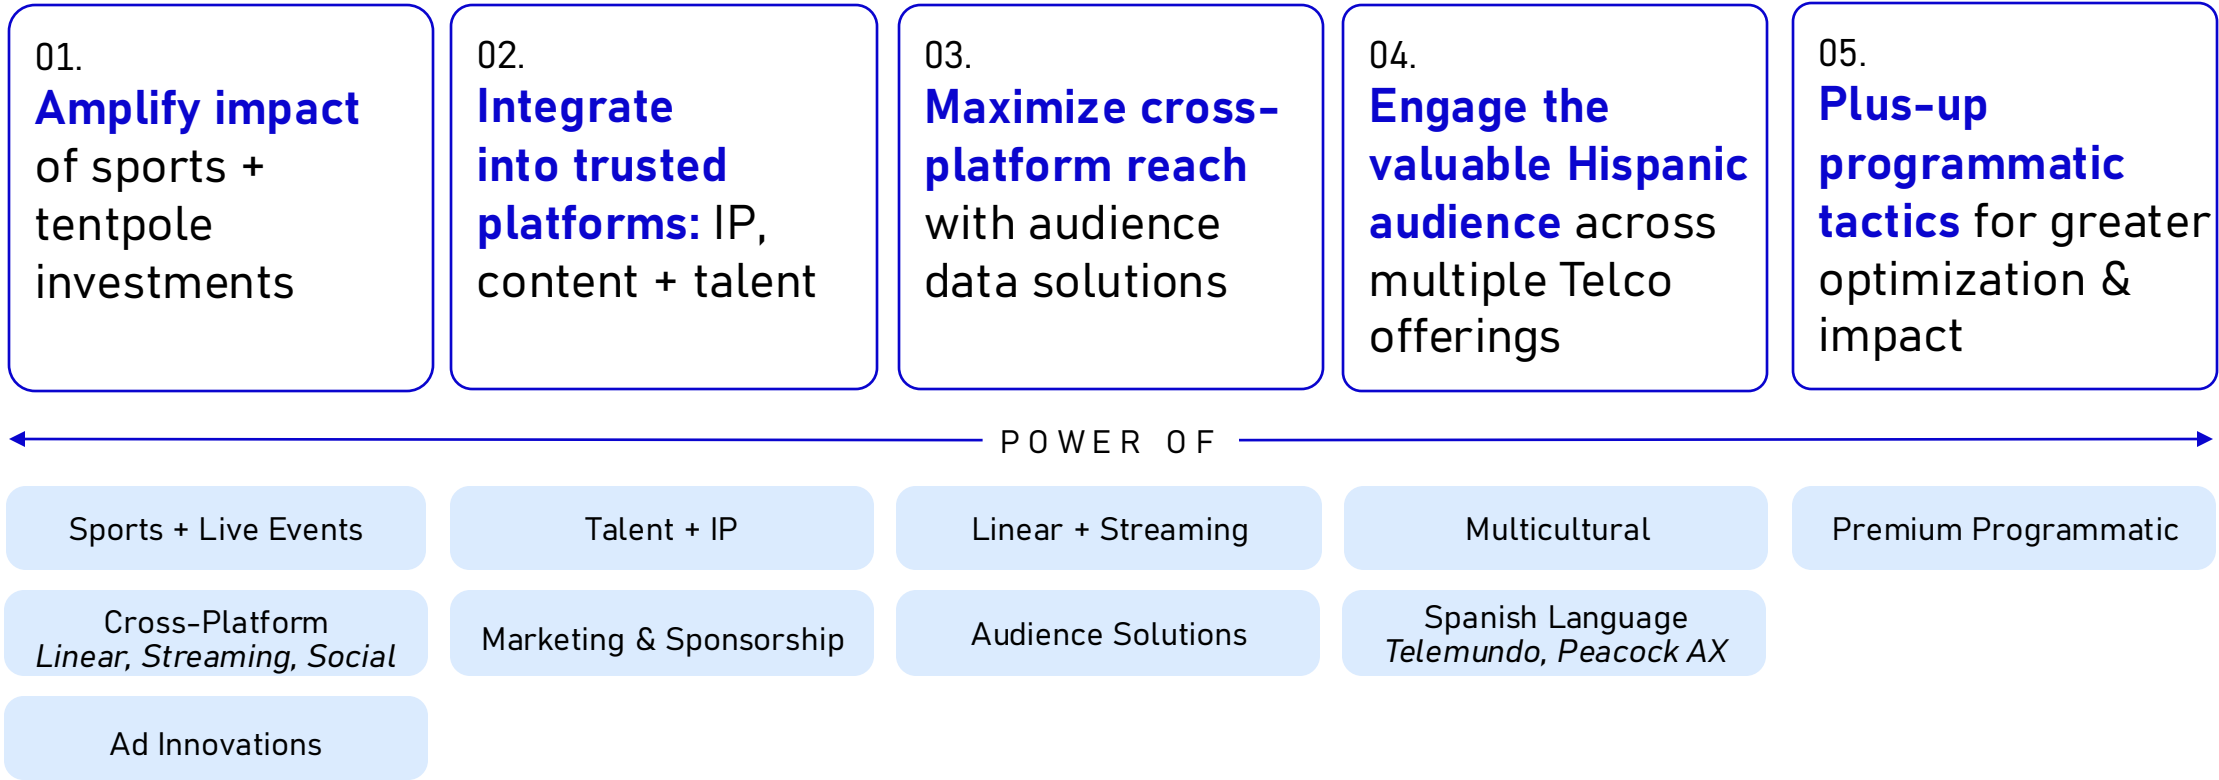 01.
Amplify impact
of sports +
tentpole
investments
02.
Integrate
into trusted
platforms: IP,
content + talent
03.
Maximize cross-
platform reach
with audience
data solutions
04.
Engage the
valuable Hispanic
audience across
multiple Telco
offerings
05.
Plus-up
programmatic
tactics for greater
optimization &
impact
POWER OF
Sports + Live Events
Talent + IP
Linear + Streaming
Multicultural
Premium Programmatic
Cross-Platform
Linear, Streaming, Social
Marketing & Sponsorship
Audience Solutions
Spanish Language
Telemundo, Peacock AX
Ad Innovations